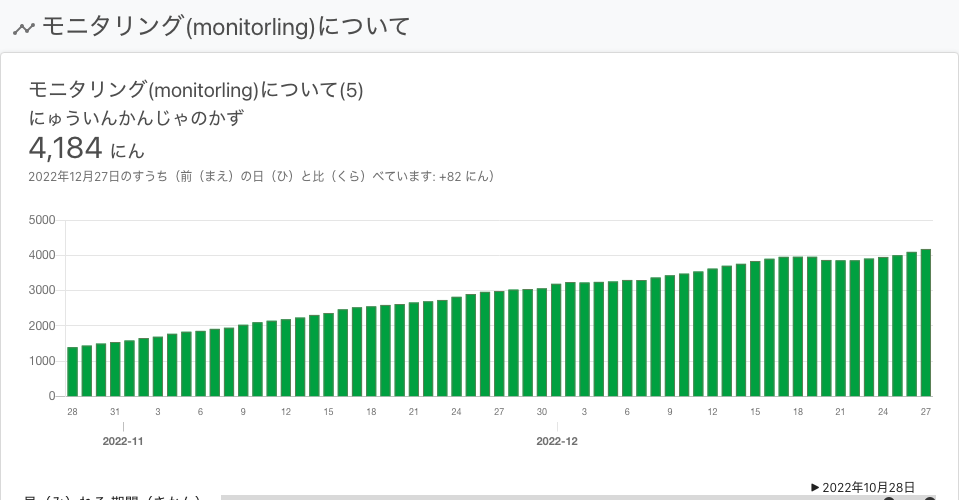 モニタリング(monitorling)について
モニタリング(monitorling)について(5)
にゅういんかんじゃのかず
4,184 にん
2022年12月27日のすうち（前（まえ）の日（ひ）と比（くら）べています: +82 にん）
5000
4000
3000
2000
1000
0
28 31 3 6 9 12 15 18 21 24 27 30 3 6 9 12 15 18 21 24 27
2022-11 2022-12
▶ 2022年10月28日